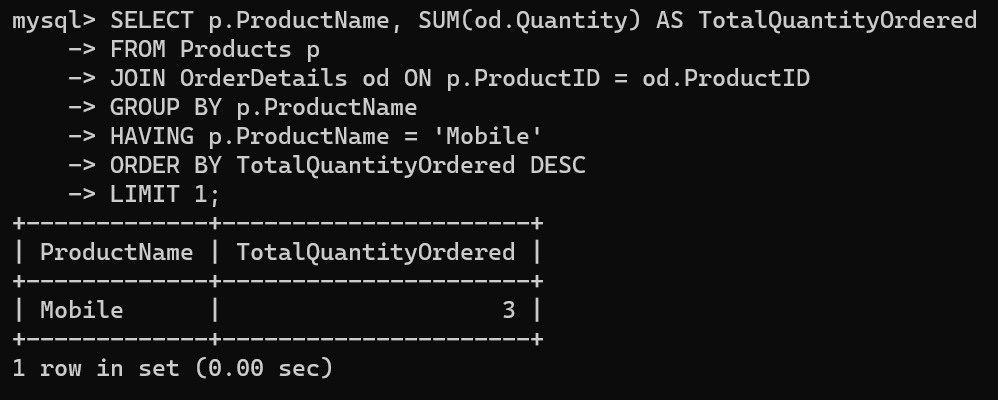 mysql> SELECT p.ProductName, SUM(od.Quantity) AS TotalQuantityOrdered
    -> FROM Products p
    -> JOIN OrderDetails od ON p.ProductID = od.ProductID
    -> GROUP BY p.ProductName
    -> HAVING p.ProductName = 'Mobile'
    -> ORDER BY TotalQuantityOrdered DESC
    -> LIMIT 1;
+-------------+----------------------+
| ProductName | TotalQuantityOrdered |
+-------------+----------------------+
| Mobile      |                    3 |
+-------------+----------------------+
1 row in set (0.00 sec)